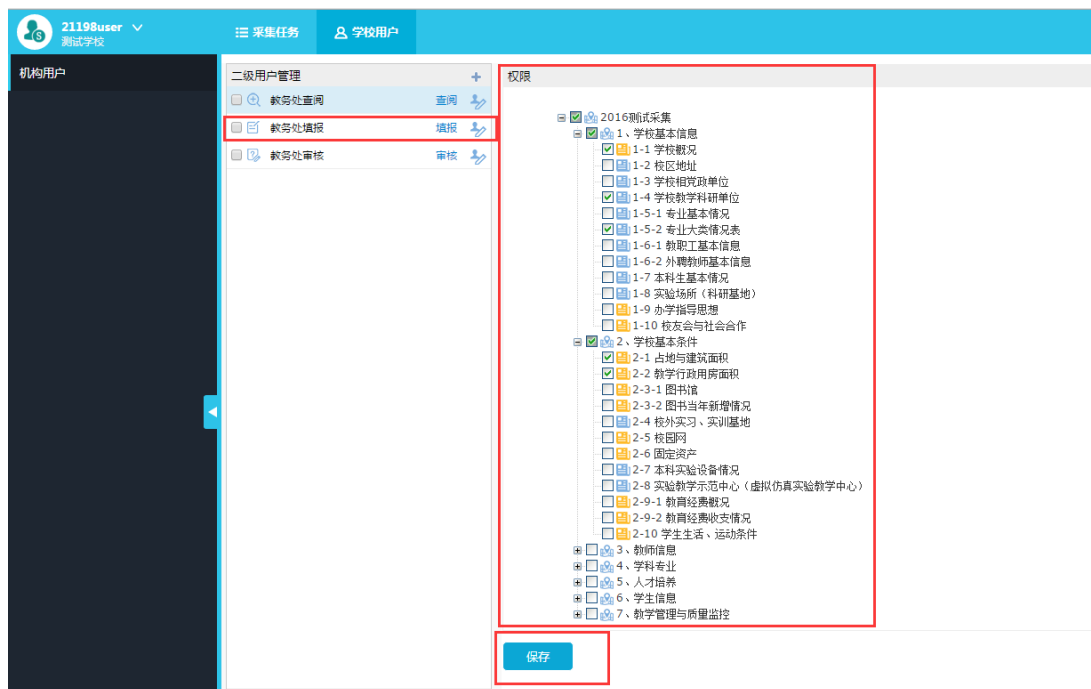 21198user
测试学校
采集任务
学校用户
机构用户
二级用户管理
教务处查阅 查阅
教务处填报 填报
教务处审核 审核
权限
2016测试采集
1、学校基本信息
1-1 学校概况
1-2 校区地址
1-3 学校相党政单位
1-4 学校教学科研单位
1-5-1 专业基本情况
1-5-2 专业大类情况表
1-6-1 教职工基本信息
1-6-2 外聘教师基本信息
1-7 本科生基本情况
1-8 实验场所（科研基地）
1-9 办学指导思想
1-10 校友会与社会合作
2、学校基本条件
2-1 占地与建筑面积
2-2 教学行政用房面积
2-3-1 图书馆
2-3-2 图书当年新增情况
2-4 校外实习、实训基地
2-5 校园网
2-6 固定资产
2-7 本科实验设备情况
2-8 实验教学示范中心（虚拟仿真实验教学中心）
2-9-1 教育经费概况
2-9-2 教育经费收支情况
2-10 学生生活、运动条件
3、教师信息
4、学科专业
5、人才培养
6、学生信息
7、教学管理与质量监控
保存